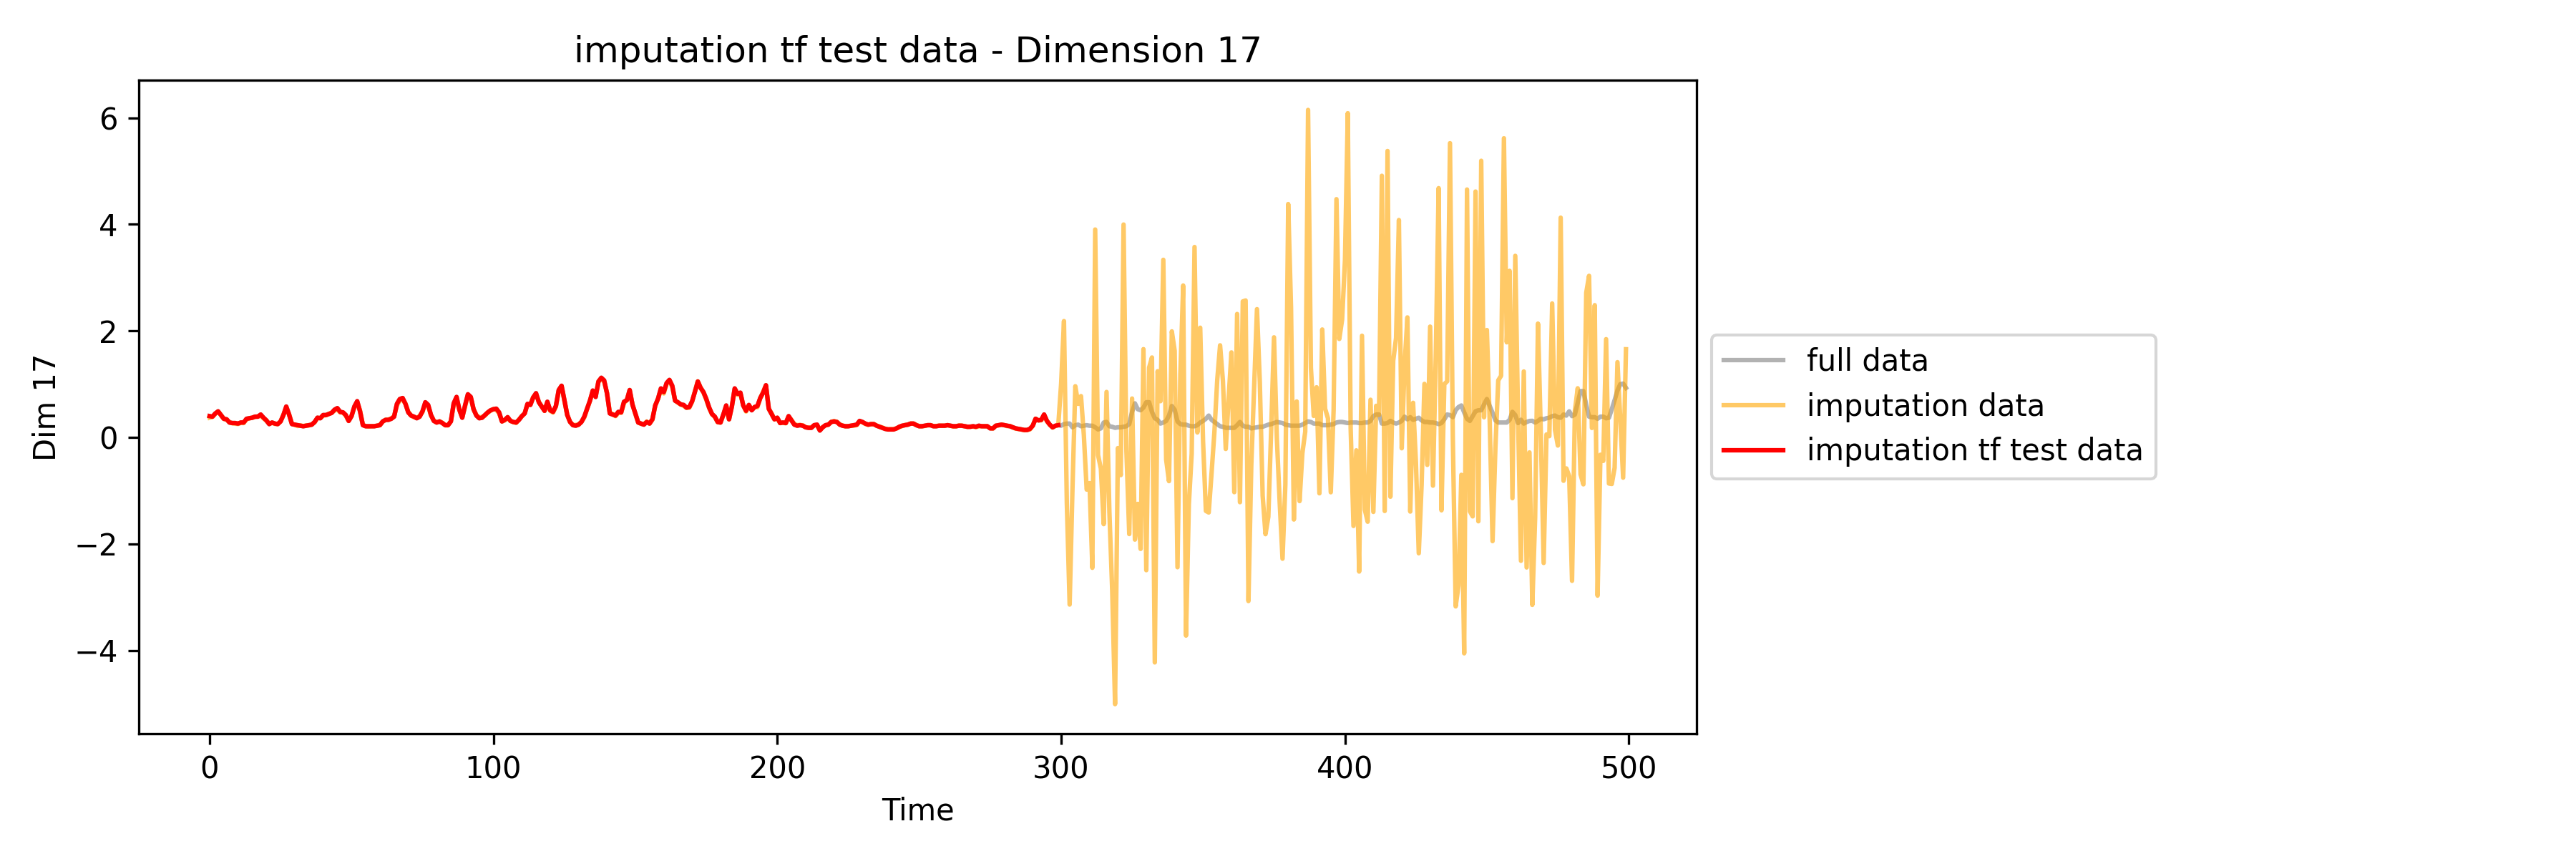 imputation tf test data - Dimension 17
6
4
2
0
−2
−4
Dim 17
0 100 200 300 400 500
Time
full data
imputation data
imputation tf test data